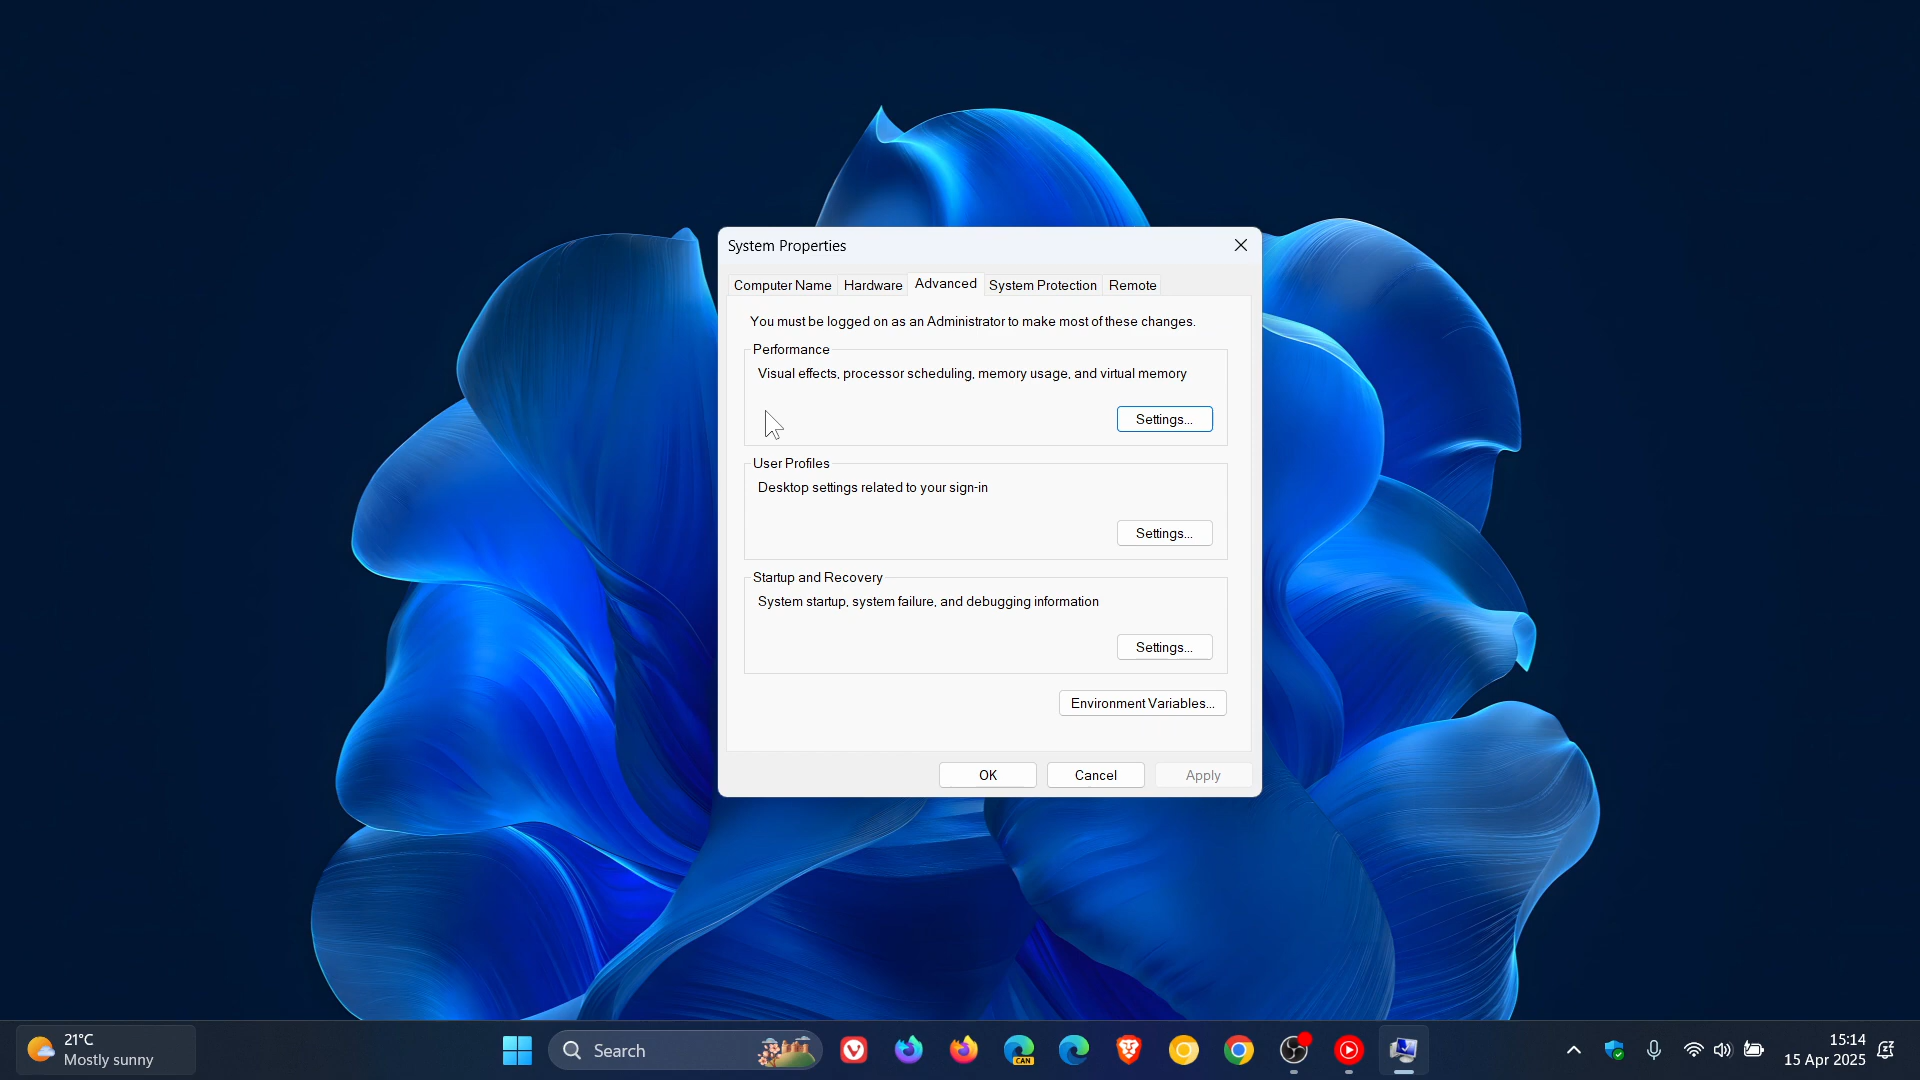 System Properties
Computer Name Hardware Advanced System Protection Remote
You must be logged on as an Administrator to make most of these changes.
Performance
Visual effects, processor scheduling, memory usage, and virtual memory
Settings...
User Profiles
Desktop settings related to your sign-in
Settings...
Startup and Recovery
System startup, system failure, and debugging information
Settings...
Environment Variables...
OK Cancel Apply
21°C
Mostly sunny
Search
CAN
15:14
15 Apr 2025